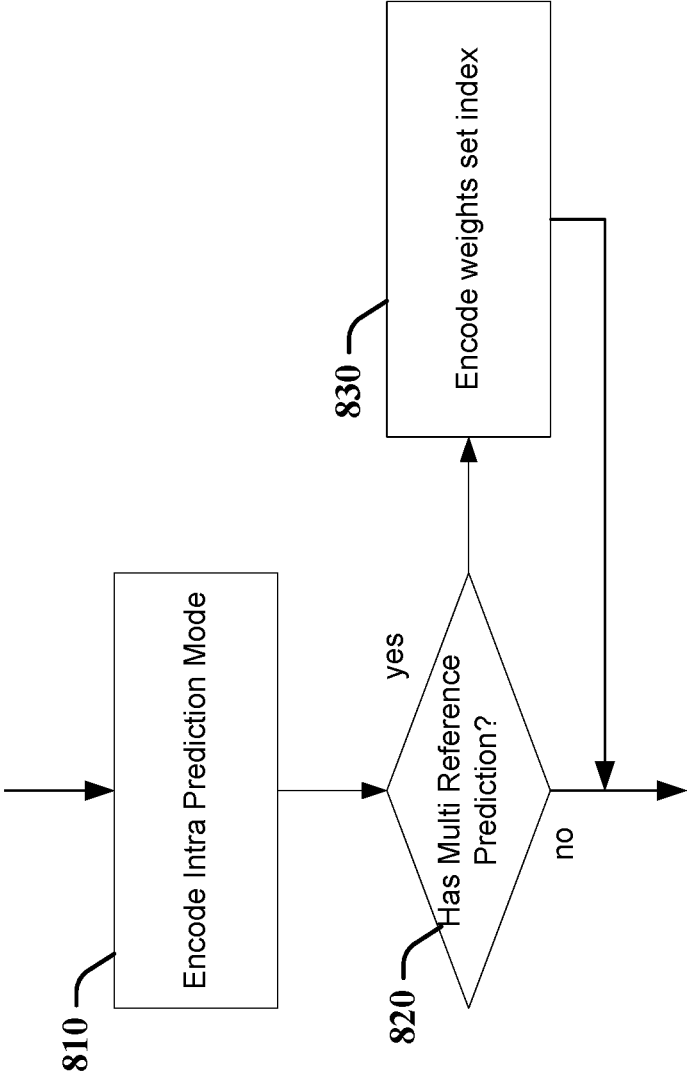 810
Encode Intra Prediction Mode
820
Has Multi Reference
Prediction?
yes
no
830
Encode weights set index